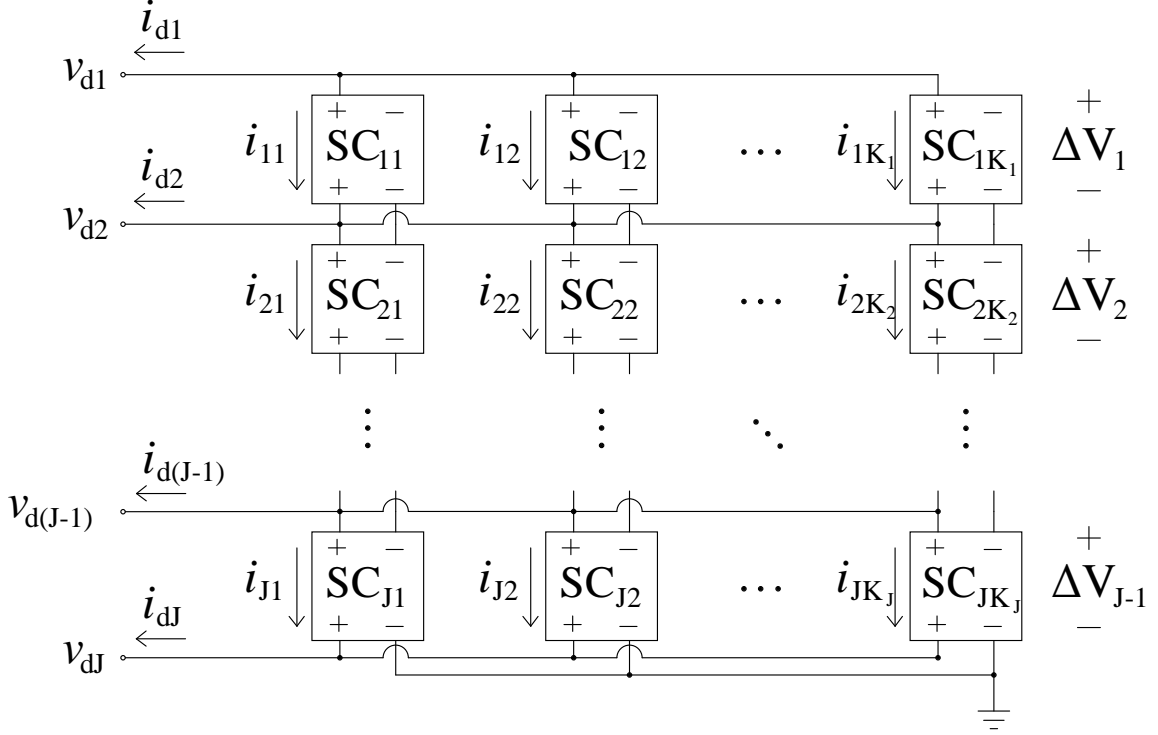 i_d1
v_d1
+ − + − + − +
i_11 SC_11 i_12 SC_12 ... i_1K_1 SC_1K_1 ΔV_1
i_d2
+ − + − + − −
v_d2
+ − + − + − +
i_21 SC_21 i_22 SC_22 ... i_2K_2 SC_2K_2 ΔV_2
+ − + − + − −
i_d(J-1)
v_d(J-1)
+ − + − + − +
i_J1 SC_J1 i_J2 SC_J2 ... i_JK_J SC_JK_J ΔV_J-1
i_dJ
+ − + − + − −
v_dJ